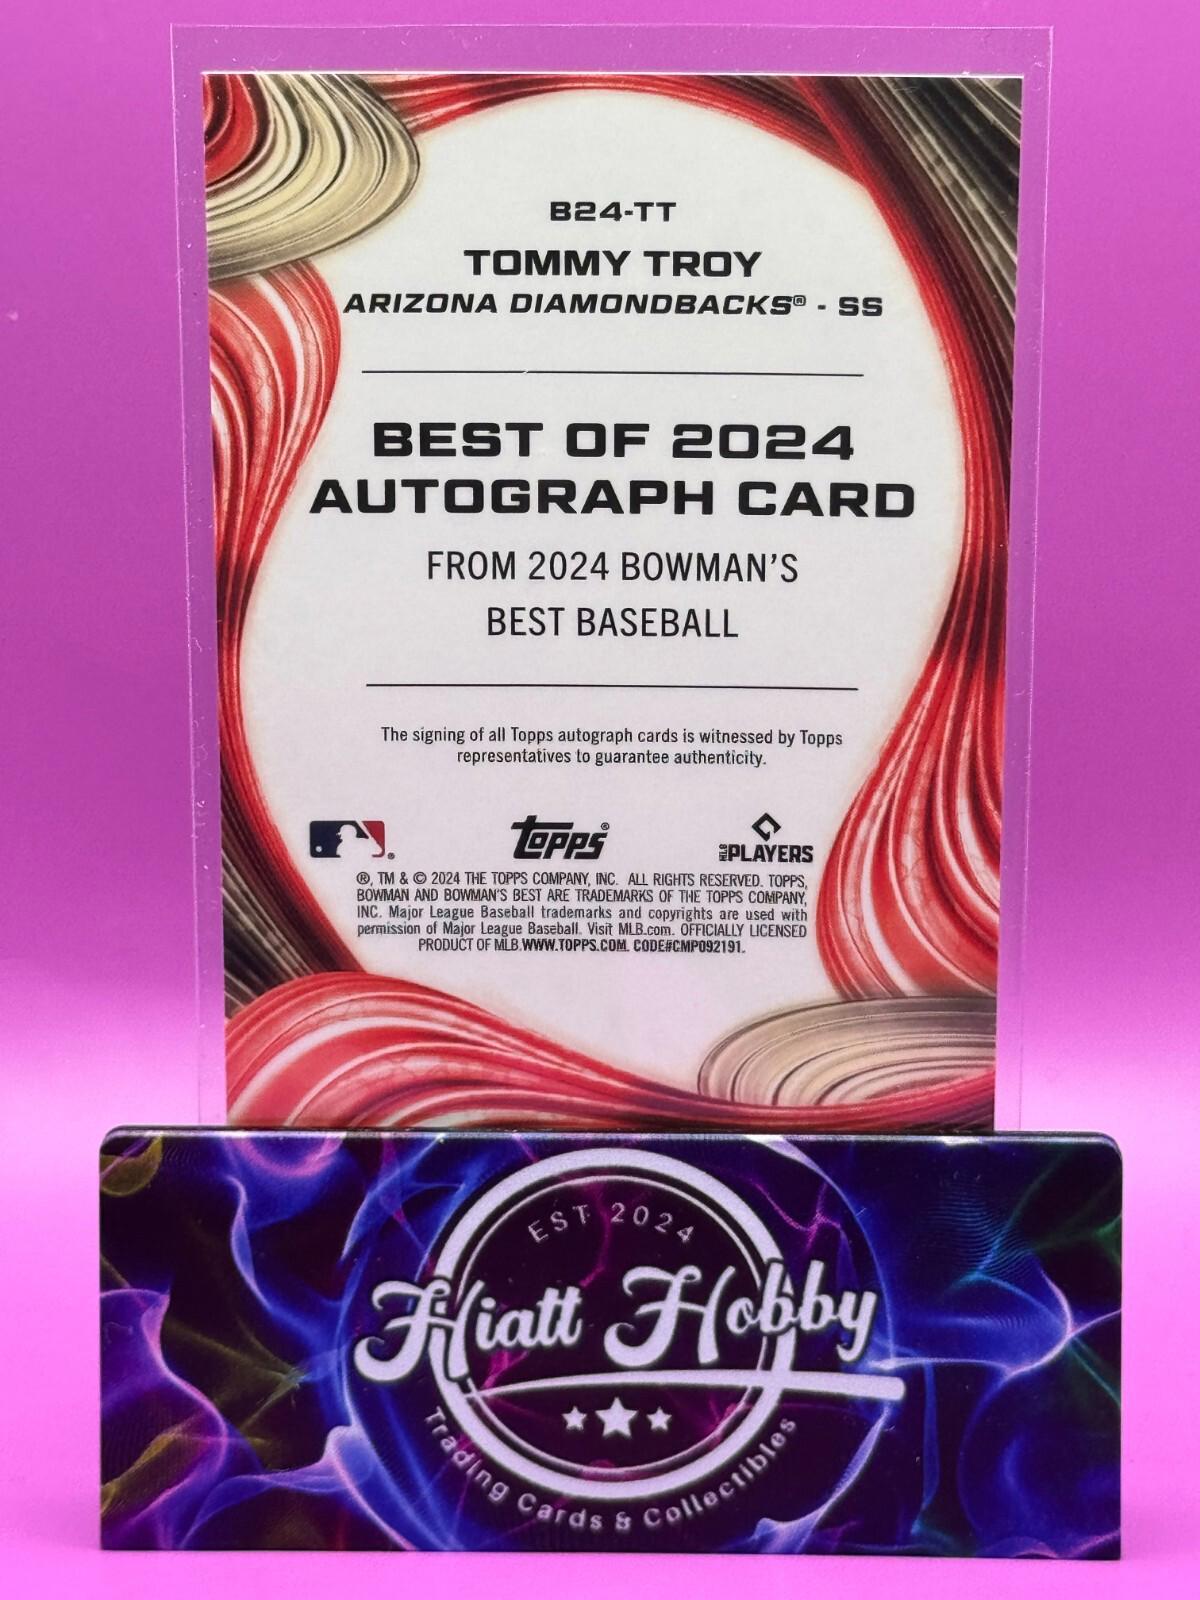 B24-TT
TOMMY TROY
ARIZONA DIAMONDBACKS® - SS
BEST OF 2024
AUTOGRAPH CARD
FROM 2024 BOWMAN'S
BEST BASEBALL
The signing of all Topps autograph cards is witnessed by Topps
representatives to guarantee authenticity.
® topps® MLB PLAYERS
®, TM & © 2024 THE TOPPS COMPANY, INC. ALL RIGHTS RESERVED. TOPPS,
BOWMAN AND BOWMAN'S BEST ARE TRADEMARKS OF THE TOPPS COMPANY,
INC. Major League Baseball trademarks and copyrights are used with
permission of Major League Baseball. Visit MLB.com. OFFICIALLY LICENSED
PRODUCT OF MLB.WWW.TOPPS.COM. CODE#CMP092191.
EST 2024
Hiatt Hobby
Trading Cards & Collectibles